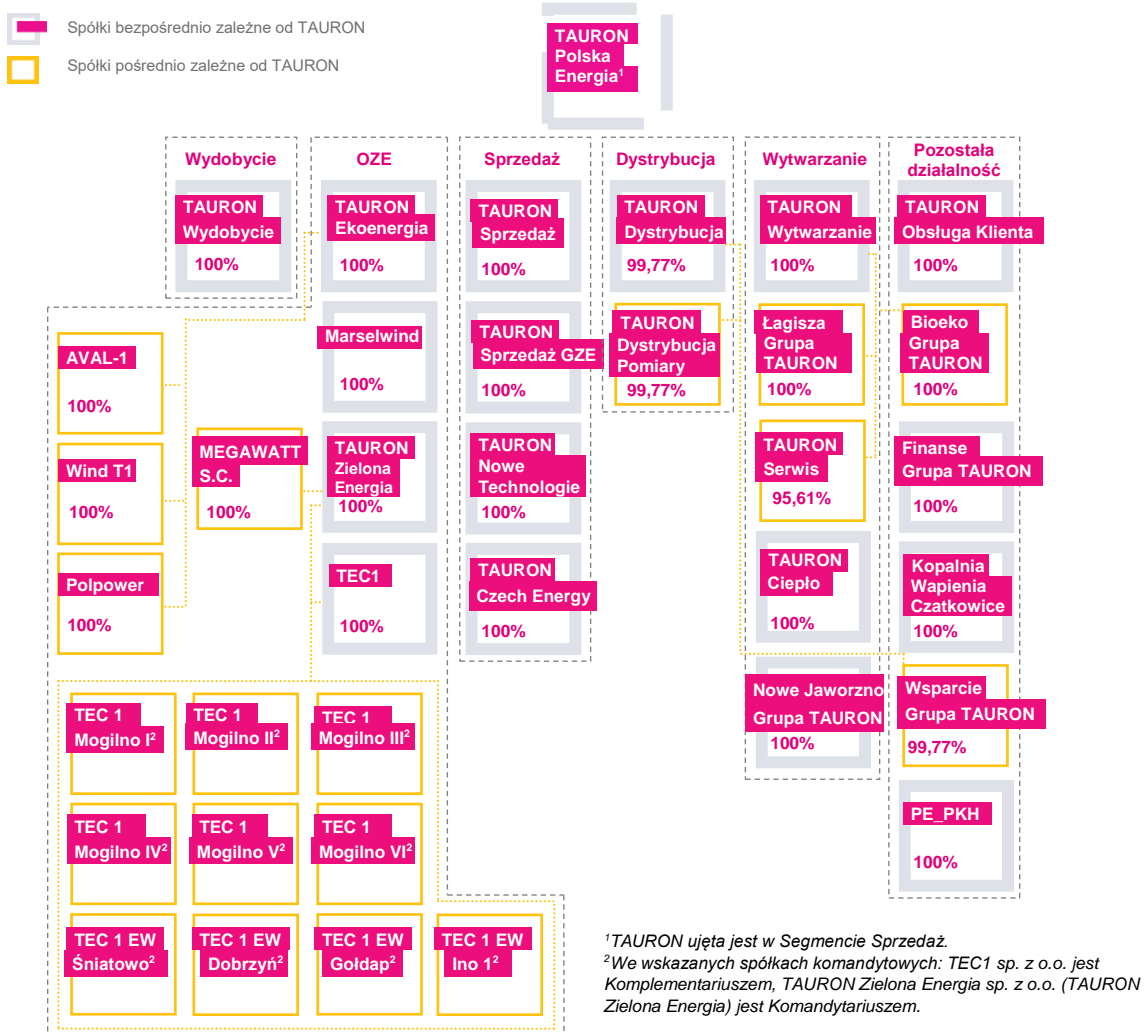 Spółki bezpośrednio zależne od TAURON
Spółki pośrednio zależne od TAURON
TAURON
Polska
Energia¹
Wydobycie
TAURON
Wydobycie
100%
OZE
TAURON
Ekoenergia
100%
Marselwind
100%
TAURON
Zielona
Energia
100%
TEC1
100%
AVAL-1
100%
Wind T1
100%
Polpower
100%
MEGAWATT
S.C.
100%
TEC 1
Mogilno I²
TEC 1
Mogilno II²
TEC 1
Mogilno III²
TEC 1
Mogilno IV²
TEC 1
Mogilno V²
TEC 1
Mogilno VI²
TEC 1 EW
Śniatowo²
TEC 1 EW
Dobrzyń²
TEC 1 EW
Gołdap²
TEC 1 EW
Ino 1²
Sprzedaż
TAURON
Sprzedaż
100%
TAURON
Sprzedaż GZE
100%
TAURON
Nowe
Technologie
100%
TAURON
Czech Energy
100%
Dystrybucja
TAURON
Dystrybucja
99,77%
TAURON
Dystrybucja
Pomiary
99,77%
Wytwarzanie
TAURON
Wytwarzanie
100%
Łagisza
Grupa
TAURON
100%
TAURON
Serwis
95,61%
TAURON
Ciepło
100%
Nowe Jaworzno
Grupa TAURON
100%
Pozostała
działalność
TAURON
Obsługa Klienta
100%
Bioeko
Grupa
TAURON
100%
Finanse
Grupa TAURON
100%
Kopalnia
Wapienia
Czatkowice
100%
Wsparcie
Grupa TAURON
99,77%
PE_PKH
100%
¹TAURON ujęta jest w Segmencie Sprzedaż.
²We wskazanych spółkach komandytowych: TEC1 sp. z o.o. jest
Komplementariuszem, TAURON Zielona Energia sp. z o.o. (TAURON
Zielona Energia) jest Komandytariuszem.